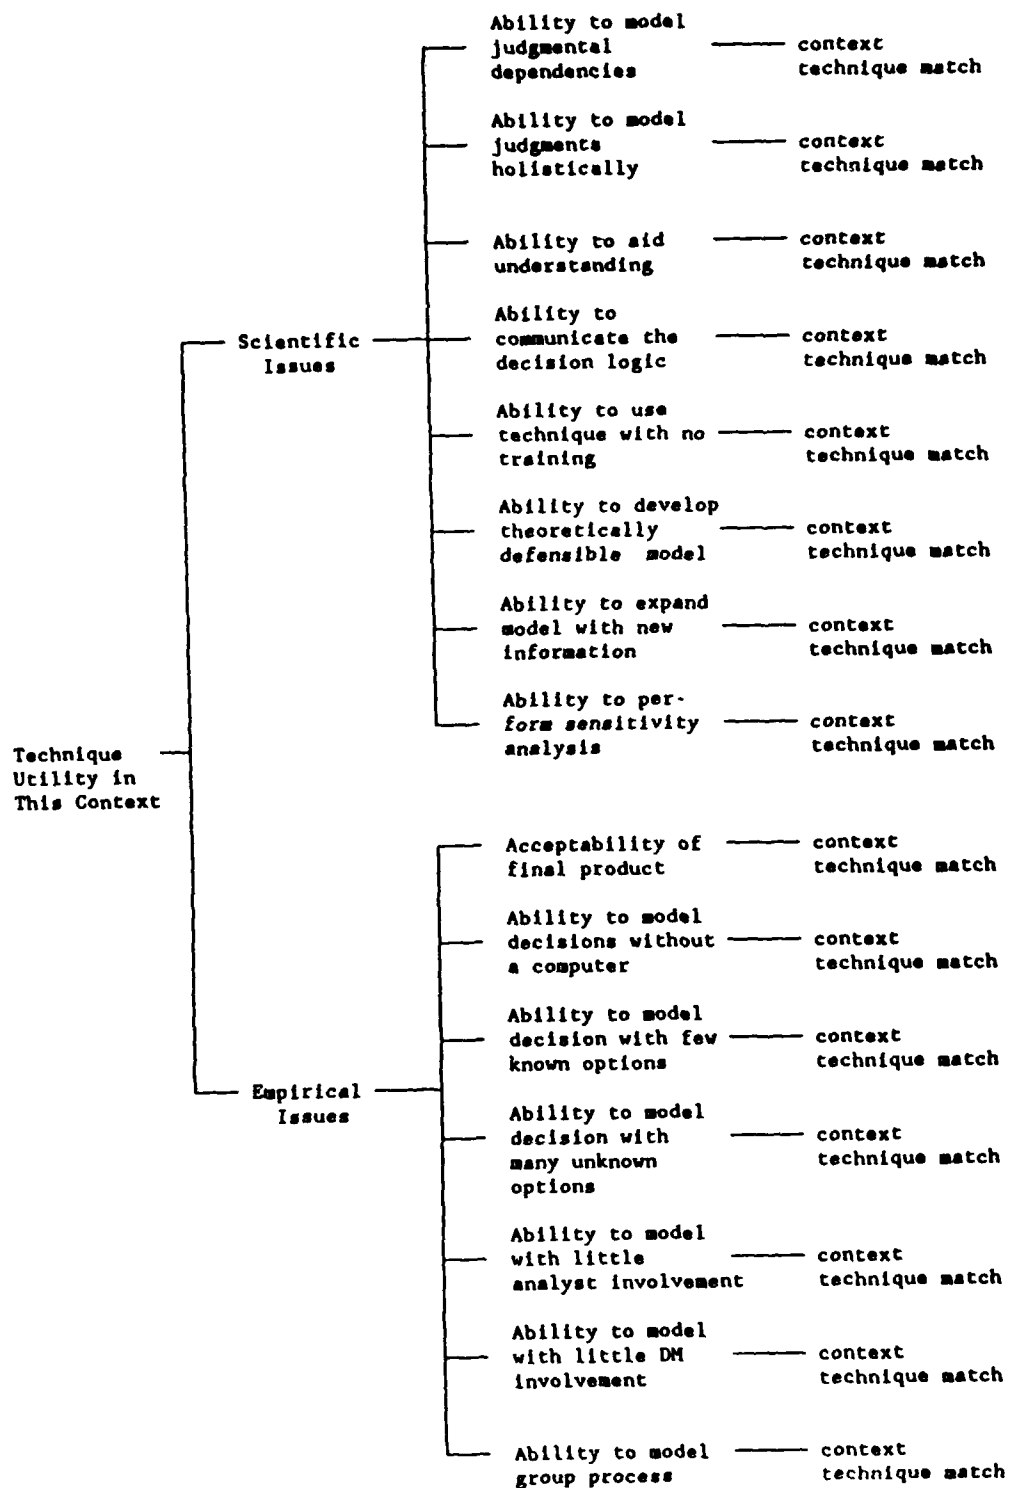 Ability to model
judgmental
dependencies
context
technique match
Ability to model
judgments
holistically
context
technique match
Ability to aid
understanding
context
technique match
Ability to
communicate the
decision logic
context
technique match
Ability to use
technique with no
training
context
technique match
Ability to develop
theoretically
defensible model
context
technique match
Ability to expand
model with new
information
context
technique match
Ability to per-
form sensitivity
analysis
context
technique match
Scientific
Issues
Technique
Utility in
This Context
Acceptability of
final product
context
technique match
Ability to model
decisions without
a computer
context
technique match
Ability to model
decision with few
known options
context
technique match
Ability to model
decision with
many unknown
options
context
technique match
Ability to model
with little
analyst involvement
context
technique match
Ability to model
with little DM
involvement
context
technique match
Ability to model
group process
context
technique match
Empirical
Issues